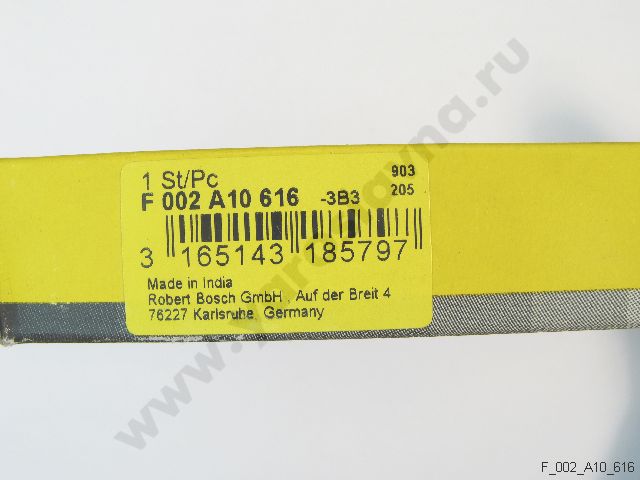 1 St/Pc
F 002 A10 616 -3B3
903
205
3 165143 185797
Made in India
Robert Bosch GmbH , Auf der Breit 4
76227 Karlsruhe, Germany
www.yarzagavna.ru
F_002_A10_616